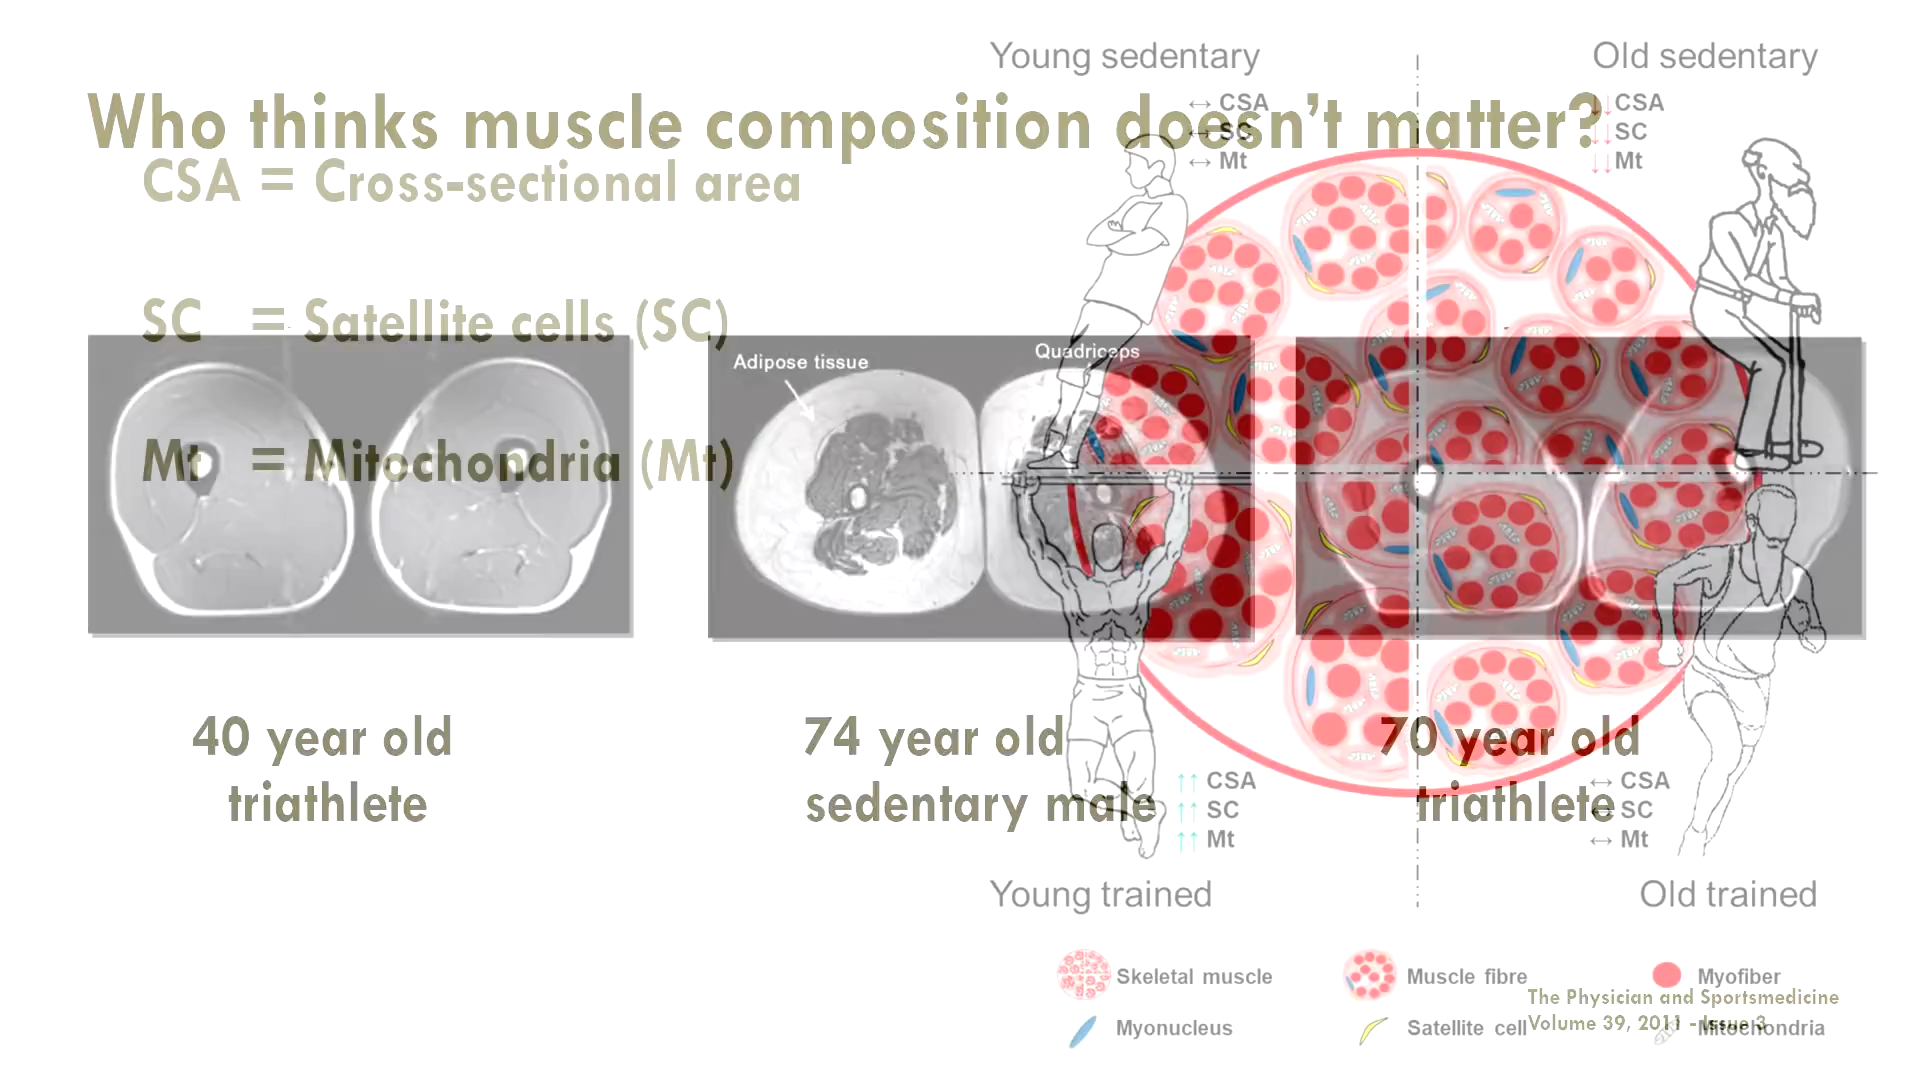 Who thinks muscle composition doesn't matter?
CSA = Cross-sectional area
SC = Satellite cells (SC)
Mt = Mitochondria (Mt)
Adipose tissue
Quadriceps
40 year old
triathlete
74 year old
sedentary male
70 year old
triathlete
Young sedentary
↔ CSA
↔ SC
↔ Mt
Old sedentary
↓↓ CSA
↓↓ SC
↓↓ Mt
↑↑ CSA
↑↑ SC
↑↑ Mt
Young trained
↔ CSA
↔ SC
↔ Mt
Old trained
Skeletal muscle
Muscle fibre
Myofiber
Myonucleus
Satellite cell
Mitochondria
The Physician and Sportsmedicine
Volume 39, 2011 - Issue 3